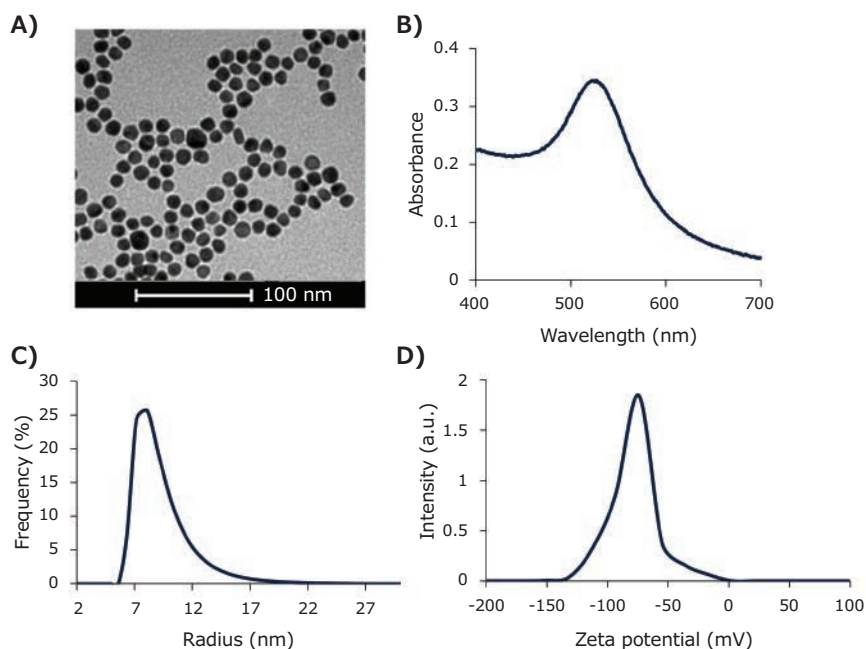 A)
100 nm
B)
Absorbance
0.4
0.3
0.2
0.1
0
400 500 600 700
Wavelength (nm)
C)
Frequency (%)
30
25
20
15
10
5
0
2 7 12 17 22 27
Radius (nm)
D)
Intensity (a.u.)
2
1.5
1
0.5
0
-200 -150 -100 -50 0 50 100
Zeta potential (mV)